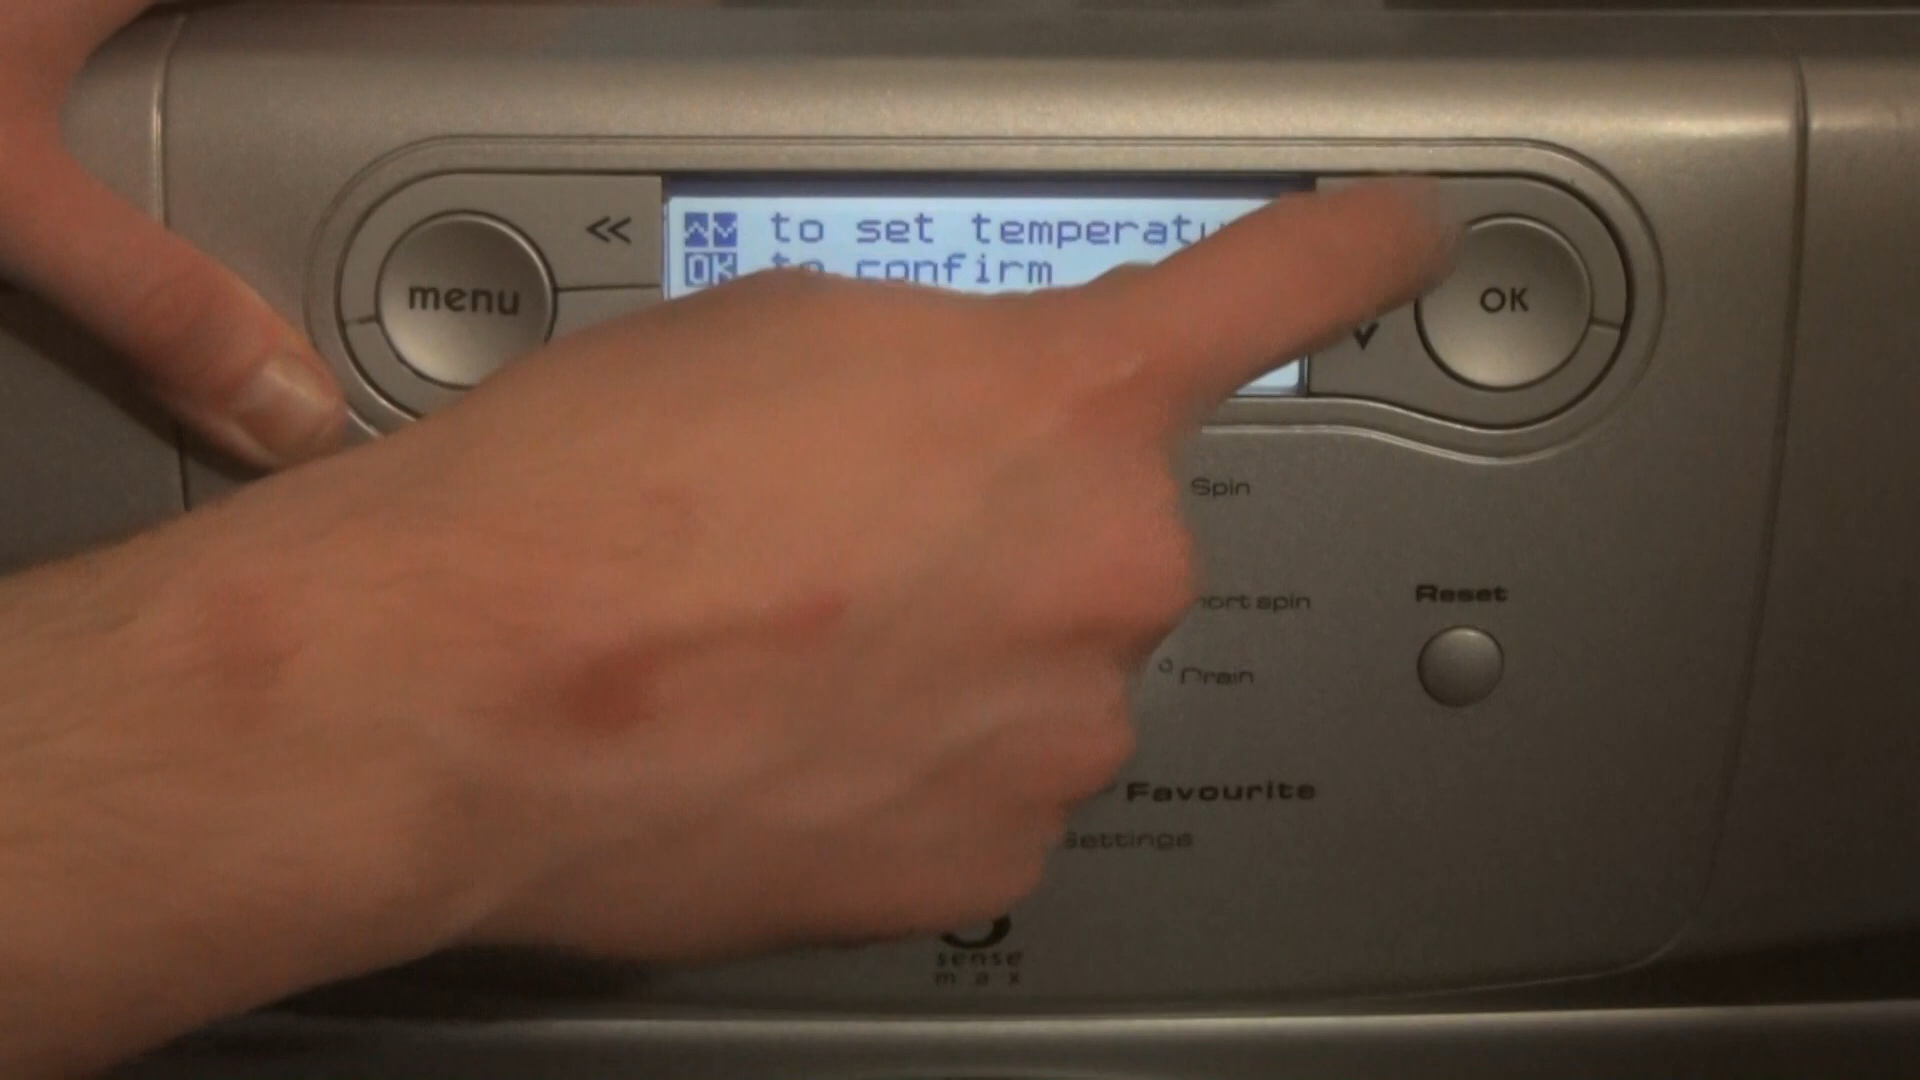 menu
<<
to set temperatu
OK to confirm
OK
Spin
hort spin
Reset
Drain
Favourite
Settings
sense
max